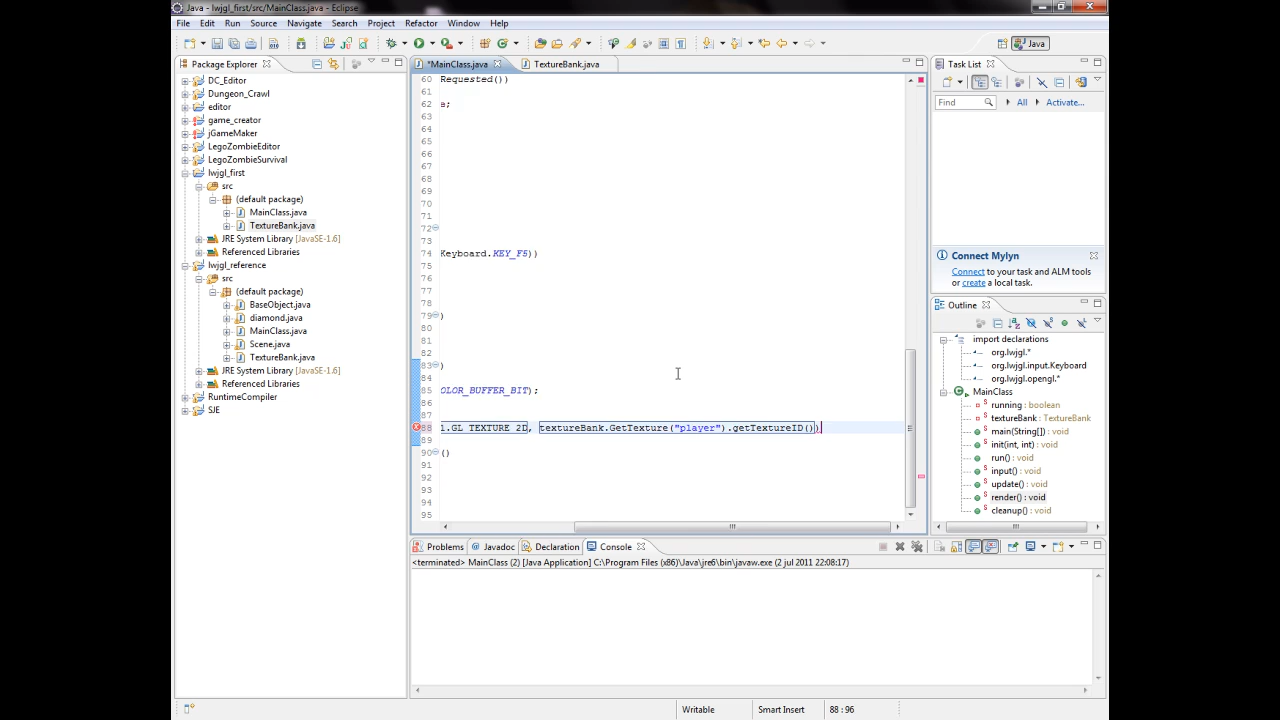 Java - lwjgl_first/src/MainClass.java - Eclipse
File Edit Run Source Navigate Search Project Refactor Window Help
Java
Package Explorer
*MainClass.java
TextureBank.java
Task List
DC_Editor
Dungeon_Crawl
editor
game_creator
jGameMaker
LegoZombieEditor
LegoZombieSurvival
lwjgl_first
src
(default package)
MainClass.java
TextureBank.java
JRE System Library [JavaSE-1.6]
Referenced Libraries
lwjgl_reference
src
(default package)
BaseObject.java
diamond.java
MainClass.java
Scene.java
TextureBank.java
JRE System Library [JavaSE-1.6]
Referenced Libraries
RuntimeCompiler
SJE
60 Requested())
61
62 e;
63
64
65
66
67
68
69
70
71
72
73
74 Keyboard.KEY_F5))
75
76
77
78
79 )
80
81
82
83 )
84
85 OLOR_BUFFER_BIT);
86
87
88 1.GL_TEXTURE_2D, textureBank.GetTexture("player").getTextureID())
89
90 ()
91
92
93
94
95
Find All Activate...
Connect Mylyn
Connect to your task and ALM tools
or create a local task.
Outline
import declarations
org.lwjgl.*
org.lwjgl.input.Keyboard
org.lwjgl.opengl.*
MainClass
running : boolean
textureBank : TextureBank
main(String[]) : void
init(int, int) : void
run() : void
input() : void
update() : void
render() : void
cleanup() : void
Problems Javadoc Declaration Console
<terminated> MainClass (2) [Java Application] C:\Program Files (x86)\Java\jre6\bin\javaw.exe (2 jul 2011 22:08:17)
Writable Smart Insert 88 : 96